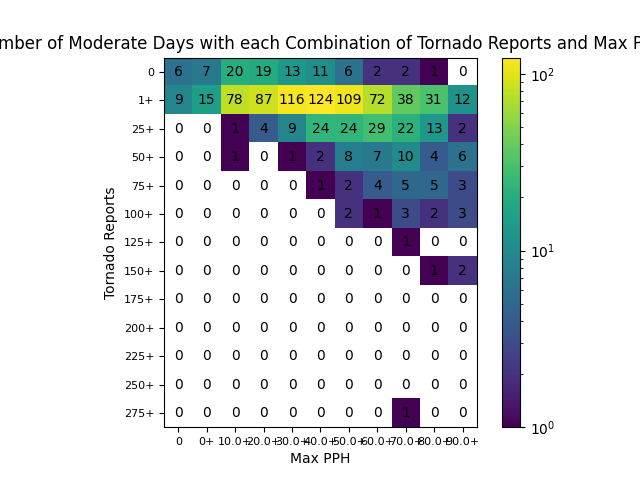 mber of Moderate Days with each Combination of Tornado Reports and Max P
0 6 7 20 19 13 11 6 2 2 1 0
1+ 9 15 78 87 116 124 109 72 38 31 12
25+ 0 0 1 4 9 24 24 29 22 13 2
50+ 0 0 1 0 1 2 8 7 10 4 6
75+ 0 0 0 0 0 1 2 4 5 5 3
100+ 0 0 0 0 0 0 2 1 3 2 3
125+ 0 0 0 0 0 0 0 0 1 0 0
150+ 0 0 0 0 0 0 0 0 0 1 2
175+ 0 0 0 0 0 0 0 0 0 0 0
200+ 0 0 0 0 0 0 0 0 0 0 0
225+ 0 0 0 0 0 0 0 0 0 0 0
250+ 0 0 0 0 0 0 0 0 0 0 0
275+ 0 0 0 0 0 0 0 0 1 0 0
0 0+ 10.0+ 20.0+ 30.0+ 40.0+ 50.0+ 60.0+ 70.0+ 80.0+ 90.0+
Max PPH
Tornado Reports
10²
10¹
10⁰